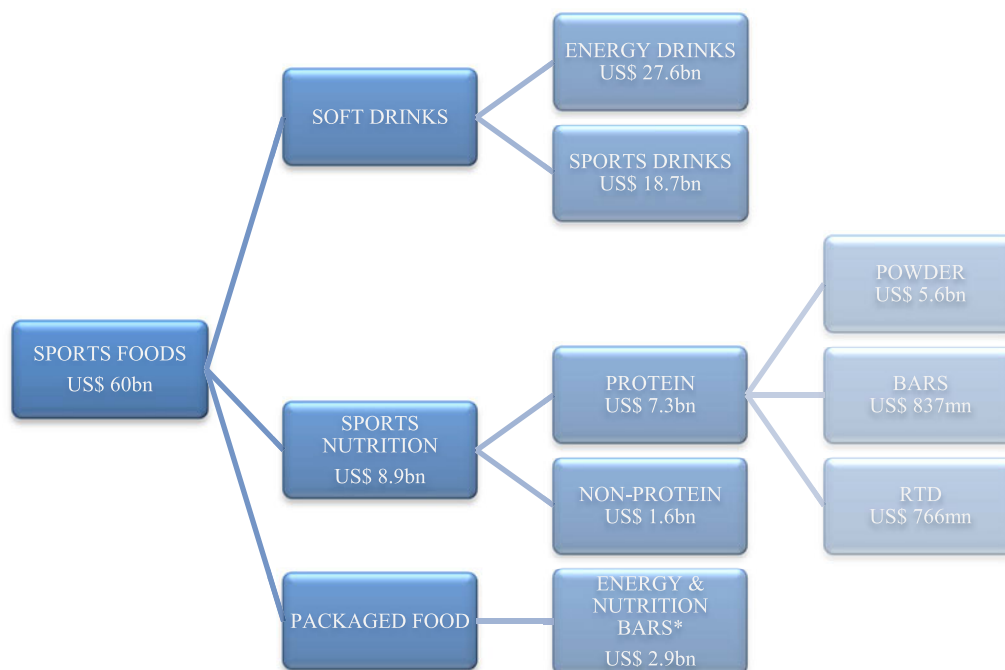 ENERGY DRINKS
US$ 27.6bn
SOFT DRINKS
SPORTS DRINKS
US$ 18.7bn
POWDER
US$ 5.6bn
SPORTS FOODS
US$ 60bn
PROTEIN
US$ 7.3bn
BARS
US$ 837mn
SPORTS
NUTRITION
US$ 8.9bn
NON-PROTEIN
US$ 1.6bn
RTD
US$ 766mn
PACKAGED FOOD
ENERGY &
NUTRITION
BARS*
US$ 2.9bn